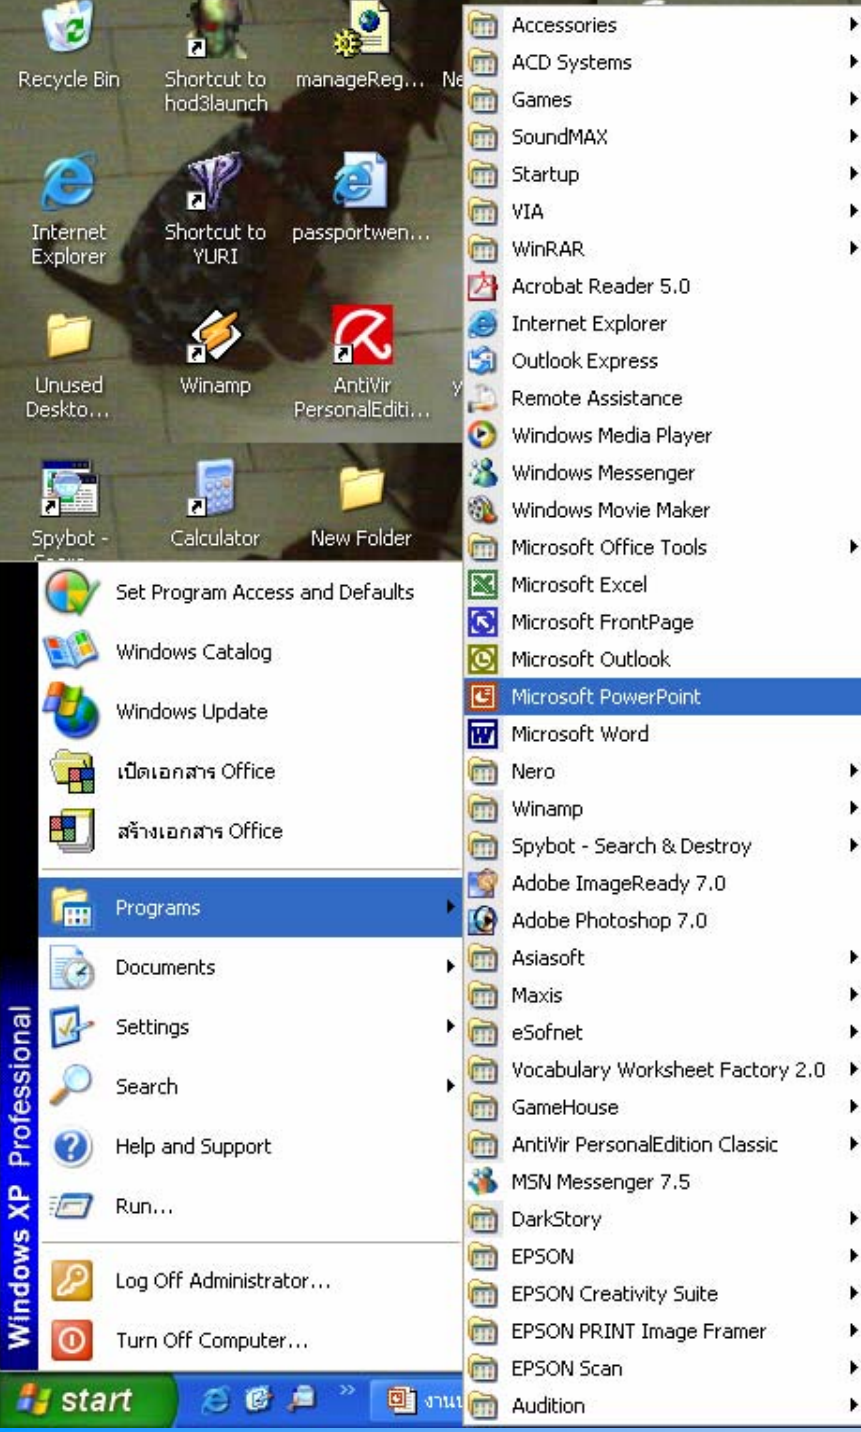 Recycle Bin
Shortcut to
hod3launch
manageReg...
Internet
Explorer
Shortcut to
YURI
passportwen...
Unused
Deskto...
Winamp
AntiVir
PersonalEditi...
Spybot -
Calculator
New Folder
Set Program Access and Defaults
Windows Catalog
Windows Update
เปิดเอกสาร Office
สร้างเอกสาร Office
Programs
Documents
Settings
Search
Help and Support
Run...
Log Off Administrator...
Turn Off Computer...
Windows XP Professional
start
Accessories
ACD Systems
Games
SoundMAX
Startup
VIA
WinRAR
Acrobat Reader 5.0
Internet Explorer
Outlook Express
Remote Assistance
Windows Media Player
Windows Messenger
Windows Movie Maker
Microsoft Office Tools
Microsoft Excel
Microsoft FrontPage
Microsoft Outlook
Microsoft PowerPoint
Microsoft Word
Nero
Winamp
Spybot - Search & Destroy
Adobe ImageReady 7.0
Adobe Photoshop 7.0
Asiasoft
Maxis
eSofnet
Vocabulary Worksheet Factory 2.0
GameHouse
AntiVir PersonalEdition Classic
MSN Messenger 7.5
DarkStory
EPSON
EPSON Creativity Suite
EPSON PRINT Image Framer
EPSON Scan
Audition